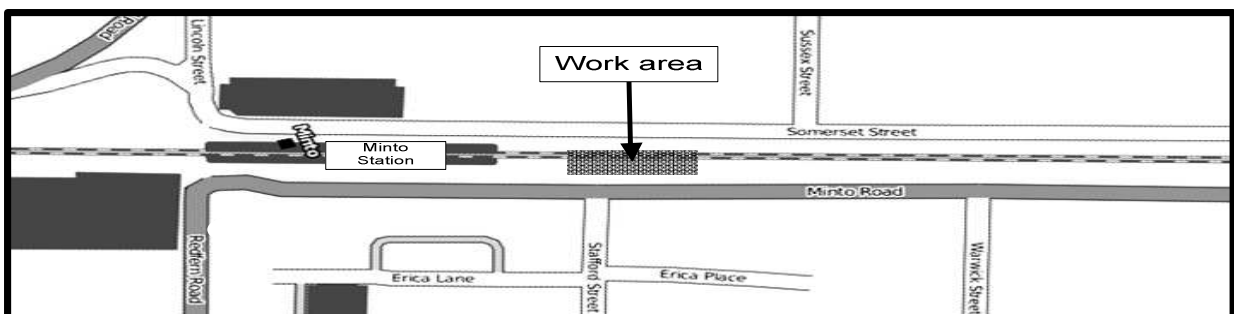 Road
Lincoln Street
Work area
Sussex Street
Minto
Somerset Street
Minto
Station
Minto Road
Redfern Road
Stafford Street
Warwick Street
Erica Lane
Erica Place